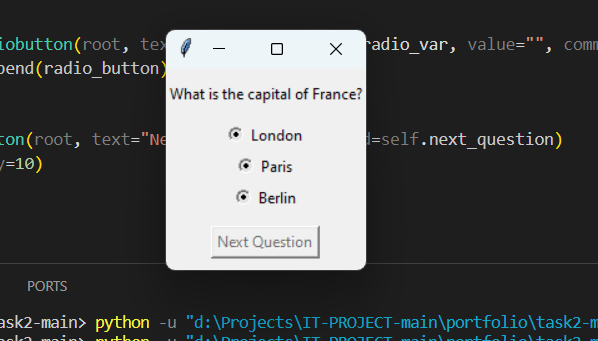 iobutton(root, tex
radio_var, value="", comm
pend(radio_button)
What is the capital of France?
London
ton(root, text="Ne
d=self.next_question)
y=10)
Paris
Berlin
Next Question
PORTS
ask2-main> python -u "d:\Projects\IT-PROJECT-main\portfolio\task2-m